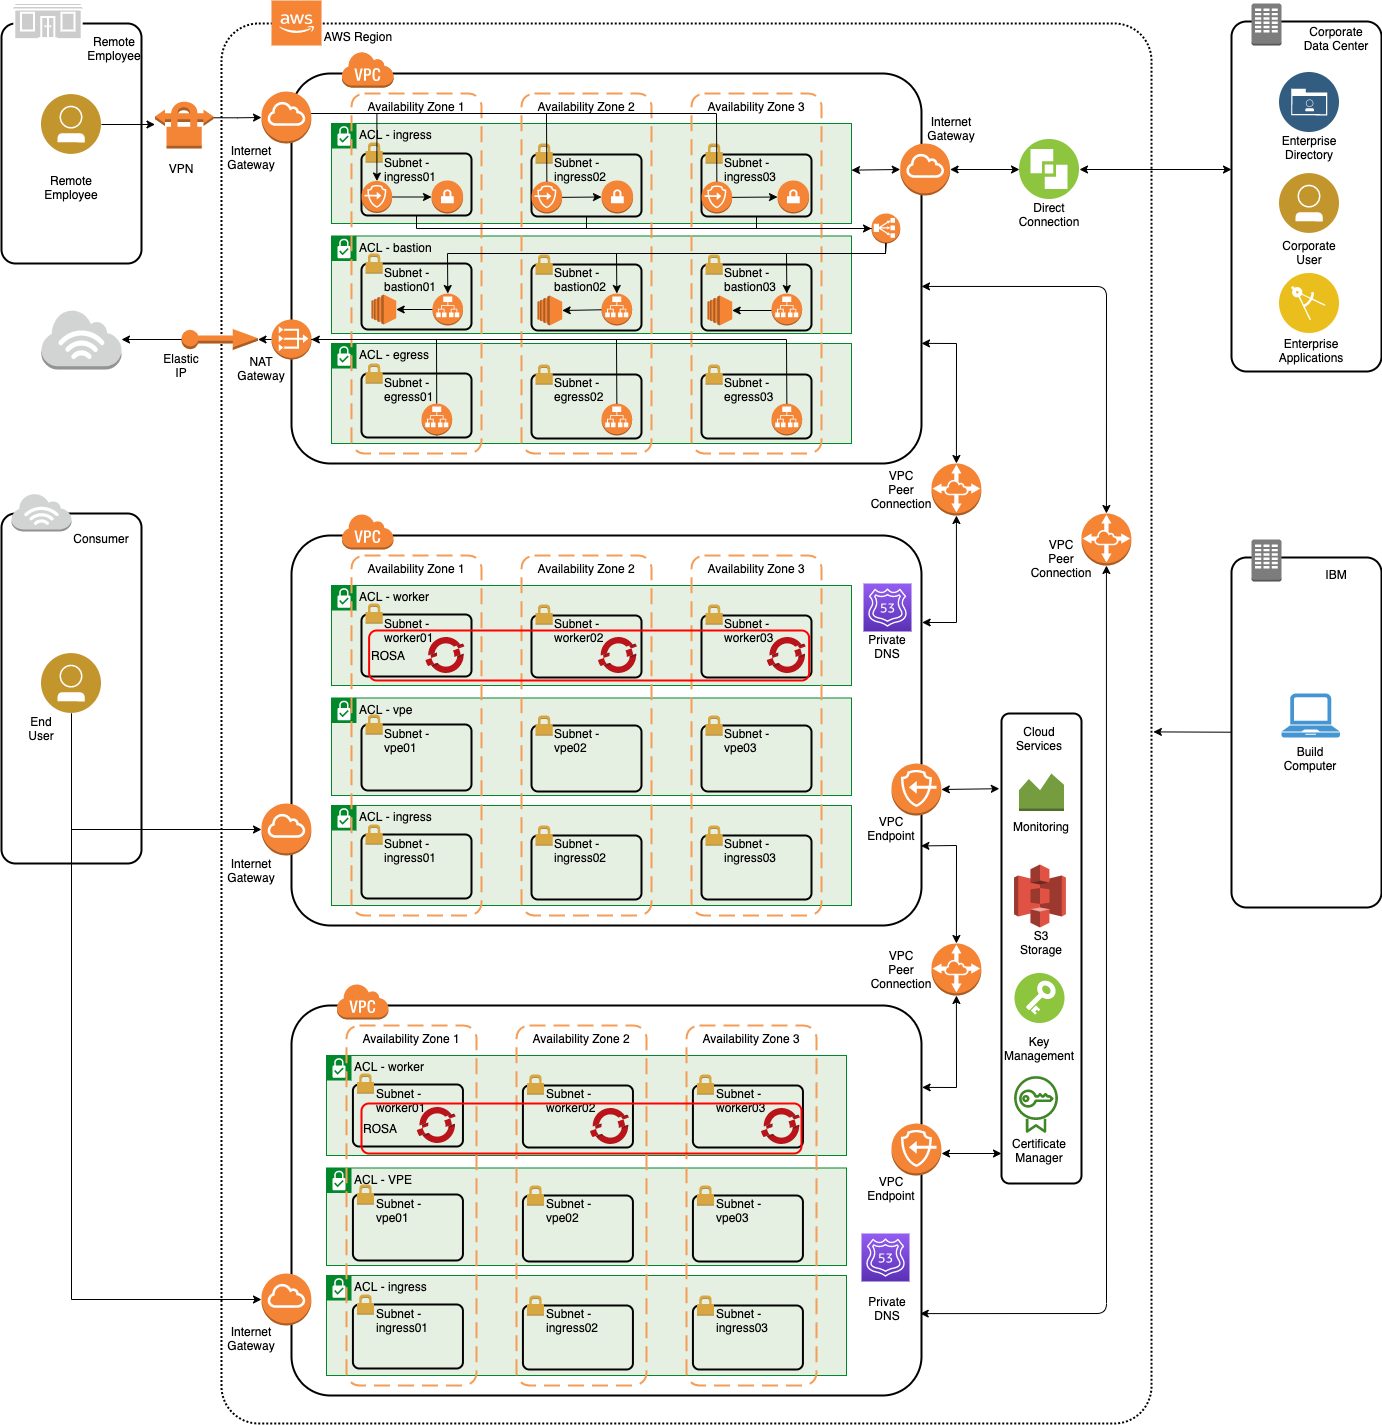 aws
AWS Region
Remote
Employee
Remote
Employee
VPN
Internet
Gateway
VPC
Availability Zone 1
Availability Zone 2
Availability Zone 3
ACL - ingress
Subnet -
ingress01
Subnet -
ingress02
Subnet -
ingress03
ACL - bastion
Subnet -
bastion01
Subnet -
bastion02
Subnet -
bastion03
ACL - egress
Subnet -
egress01
Subnet -
egress02
Subnet -
egress03
Elastic
IP
NAT
Gateway
Internet
Gateway
Direct
Connection
Corporate
Data Center
Enterprise
Directory
Corporate
User
Enterprise
Applications
VPC
Peer
Connection
VPC
Peer
Connection
Consumer
End
User
VPC
Availability Zone 1
Availability Zone 2
Availability Zone 3
ACL - worker
Subnet -
worker01
Subnet -
worker02
Subnet -
worker03
ROSA
53
Private
DNS
ACL - vpe
Subnet -
vpe01
Subnet -
vpe02
Subnet -
vpe03
ACL - ingress
Subnet -
ingress01
Subnet -
ingress02
Subnet -
ingress03
Internet
Gateway
VPC
Endpoint
Cloud
Services
Monitoring
S3
Storage
Key
Management
Certificate
Manager
IBM
Build
Computer
VPC
Peer
Connection
VPC
Availability Zone 1
Availability Zone 2
Availability Zone 3
ACL - worker
Subnet -
worker01
Subnet -
worker02
Subnet -
worker03
ROSA
ACL - VPE
Subnet -
vpe01
Subnet -
vpe02
Subnet -
vpe03
VPC
Endpoint
53
Private
DNS
ACL - ingress
Subnet -
ingress01
Subnet -
ingress02
Subnet -
ingress03
Internet
Gateway